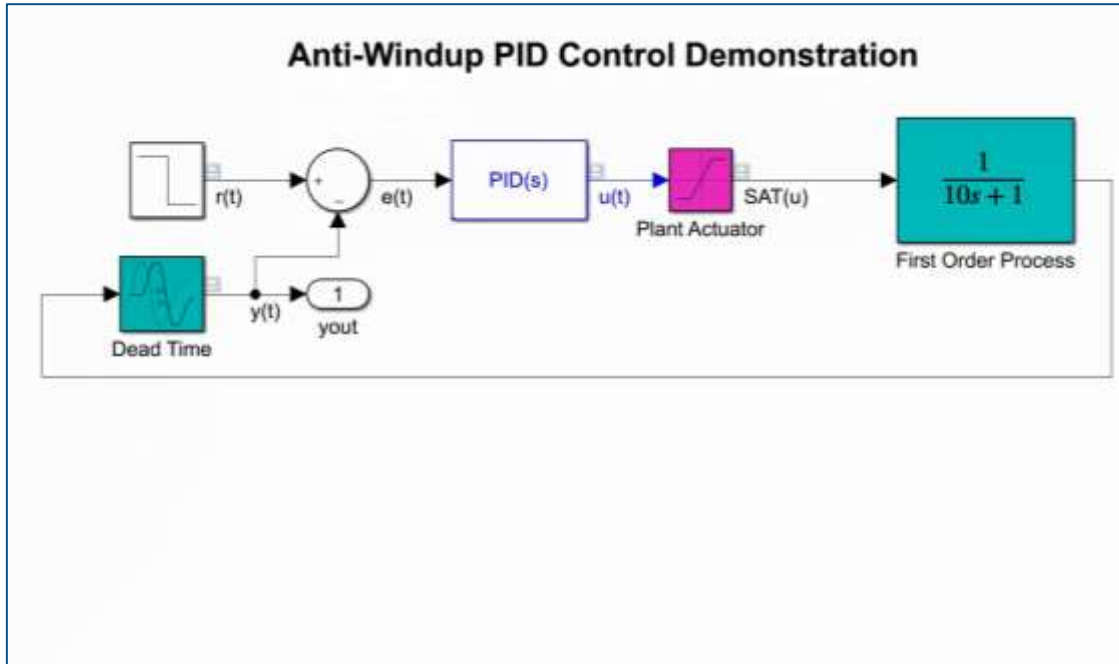 Anti-Windup PID Control Demonstration
r(t)
+
−
e(t)
PID(s)
u(t)
Plant Actuator
SAT(u)
1
10s + 1
First Order Process
Dead Time
y(t)
1
yout